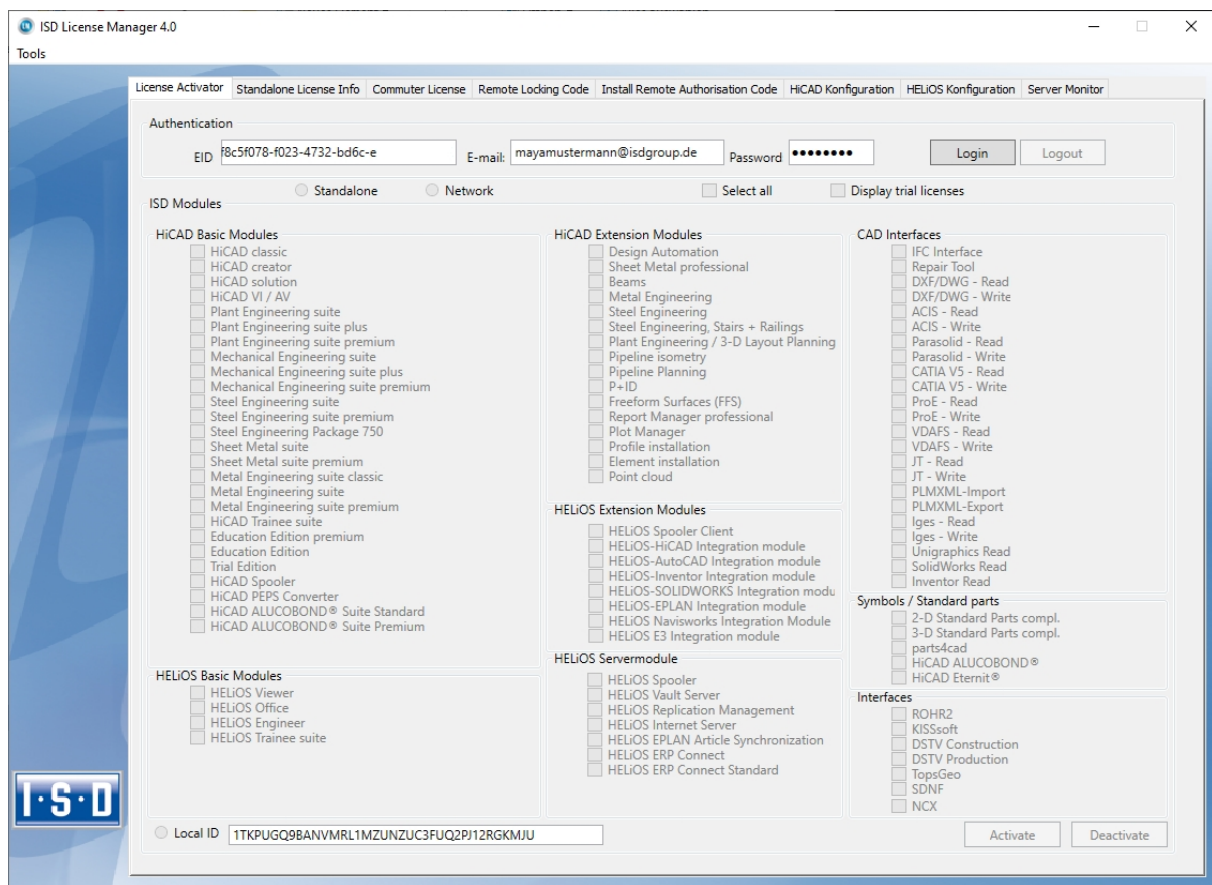 ISD License Manager 4.0
Tools
License Activator Standalone License Info Commuter License Remote Locking Code Install Remote Authorisation Code HiCAD Konfiguration HELiOS Konfiguration Server Monitor
Authentication
EID f8c5f078-f023-4732-bd6c-e E-mail: mayamustermann@isdgroup.de Password •••••••• Login Logout
Standalone Network Select all Display trial licenses
ISD Modules
HiCAD Basic Modules
HiCAD classic
HiCAD creator
HiCAD solution
HiCAD VI / AV
Plant Engineering suite
Plant Engineering suite plus
Plant Engineering suite premium
Mechanical Engineering suite
Mechanical Engineering suite plus
Mechanical Engineering suite premium
Steel Engineering suite
Steel Engineering suite premium
Steel Engineering Package 750
Sheet Metal suite
Sheet Metal suite premium
Metal Engineering suite classic
Metal Engineering suite
Metal Engineering suite premium
HiCAD Trainee suite
Education Edition premium
Education Edition
Trial Edition
HiCAD Spooler
HiCAD PEPS Converter
HiCAD ALUCOBOND® Suite Standard
HiCAD ALUCOBOND® Suite Premium
HELiOS Basic Modules
HELiOS Viewer
HELiOS Office
HELiOS Engineer
HELiOS Trainee suite
HiCAD Extension Modules
Design Automation
Sheet Metal professional
Beams
Metal Engineering
Steel Engineering
Steel Engineering, Stairs + Railings
Plant Engineering / 3-D Layout Planning
Pipeline isometry
Pipeline Planning
P+ID
Freeform Surfaces (FFS)
Report Manager professional
Plot Manager
Profile installation
Element installation
Point cloud
HELiOS Extension Modules
HELiOS Spooler Client
HELiOS-HiCAD Integration module
HELiOS-AutoCAD Integration module
HELiOS-Inventor Integration module
HELiOS-SOLIDWORKS Integration modu
HELiOS-EPLAN Integration module
HELiOS Navisworks Integration Module
HELiOS E3 Integration module
HELiOS Servermodule
HELiOS Spooler
HELiOS Vault Server
HELiOS Replication Management
HELiOS Internet Server
HELiOS EPLAN Article Synchronization
HELiOS ERP Connect
HELiOS ERP Connect Standard
CAD Interfaces
IFC Interface
Repair Tool
DXF/DWG - Read
DXF/DWG - Write
ACIS - Read
ACIS - Write
Parasolid - Read
Parasolid - Write
CATIA V5 - Read
CATIA V5 - Write
ProE - Read
ProE - Write
VDAFS - Read
VDAFS - Write
JT - Read
JT - Write
PLMXML-Import
PLMXML-Export
Iges - Read
Iges - Write
Unigraphics Read
SolidWorks Read
Inventor Read
Symbols / Standard parts
2-D Standard Parts compl.
3-D Standard Parts compl.
parts4cad
HiCAD ALUCOBOND®
HiCAD Eternit®
Interfaces
ROHR2
KISSsoft
DSTV Construction
DSTV Production
TopsGeo
SDNF
NCX
I·S·D
Local ID 1TKPUGQ9BANVMRL1MZUNZUC3FUQ2PJ12RGKMJU Activate Deactivate